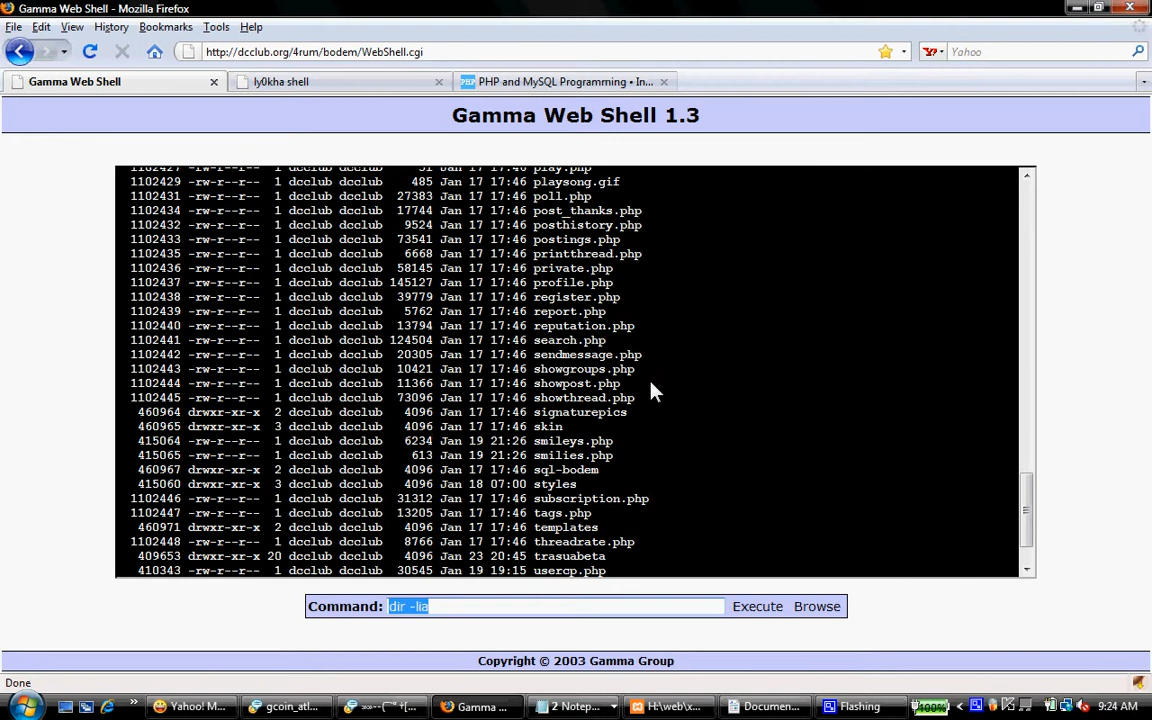 Gamma Web Shell - Mozilla Firefox
File Edit View History Bookmarks Tools Help
http://dcclub.org/4rum/bodem/WebShell.cgi
Yahoo
Gamma Web Shell
ly0kha shell
PHP PHP and MySQL Programming • In...
Gamma Web Shell 1.3
1102427 -rw-r--r-- 1 dcclub dcclub 51 Jan 17 17:46 play.php
1102429 -rw-r--r-- 1 dcclub dcclub 485 Jan 17 17:46 playsong.gif
1102431 -rw-r--r-- 1 dcclub dcclub 27383 Jan 17 17:46 poll.php
1102434 -rw-r--r-- 1 dcclub dcclub 17744 Jan 17 17:46 post_thanks.php
1102432 -rw-r--r-- 1 dcclub dcclub 9524 Jan 17 17:46 posthistory.php
1102433 -rw-r--r-- 1 dcclub dcclub 73541 Jan 17 17:46 postings.php
1102435 -rw-r--r-- 1 dcclub dcclub 6668 Jan 17 17:46 printthread.php
1102436 -rw-r--r-- 1 dcclub dcclub 58145 Jan 17 17:46 private.php
1102437 -rw-r--r-- 1 dcclub dcclub 145127 Jan 17 17:46 profile.php
1102438 -rw-r--r-- 1 dcclub dcclub 39779 Jan 17 17:46 register.php
1102439 -rw-r--r-- 1 dcclub dcclub 5762 Jan 17 17:46 report.php
1102440 -rw-r--r-- 1 dcclub dcclub 13794 Jan 17 17:46 reputation.php
1102441 -rw-r--r-- 1 dcclub dcclub 124504 Jan 17 17:46 search.php
1102442 -rw-r--r-- 1 dcclub dcclub 20305 Jan 17 17:46 sendmessage.php
1102443 -rw-r--r-- 1 dcclub dcclub 10421 Jan 17 17:46 showgroups.php
1102444 -rw-r--r-- 1 dcclub dcclub 11366 Jan 17 17:46 showpost.php
1102445 -rw-r--r-- 1 dcclub dcclub 73096 Jan 17 17:46 showthread.php
460964 drwxr-xr-x 2 dcclub dcclub 4096 Jan 17 17:46 signaturepics
460965 drwxr-xr-x 3 dcclub dcclub 4096 Jan 17 17:46 skin
415064 -rw-r--r-- 1 dcclub dcclub 6234 Jan 19 21:26 smileys.php
415065 -rw-r--r-- 1 dcclub dcclub 613 Jan 19 21:26 smilies.php
460967 drwxr-xr-x 2 dcclub dcclub 4096 Jan 17 17:46 sql-bodem
415060 drwxr-xr-x 3 dcclub dcclub 4096 Jan 18 07:00 styles
1102446 -rw-r--r-- 1 dcclub dcclub 31312 Jan 17 17:46 subscription.php
1102447 -rw-r--r-- 1 dcclub dcclub 13205 Jan 17 17:46 tags.php
460971 drwxr-xr-x 2 dcclub dcclub 4096 Jan 17 17:46 templates
1102448 -rw-r--r-- 1 dcclub dcclub 8766 Jan 17 17:46 threadrate.php
409653 drwxr-xr-x 20 dcclub dcclub 4096 Jan 23 20:45 trasuabeta
410343 -rw-r--r-- 1 dcclub dcclub 30545 Jan 19 19:15 usercp.php
Command: dir -lia Execute Browse
Copyright © 2003 Gamma Group
Done
Yahoo! M... gcoin_atl... Gamma ... 2 Notep... H:\web\x... Documen... Flashing 100% 9:24 AM